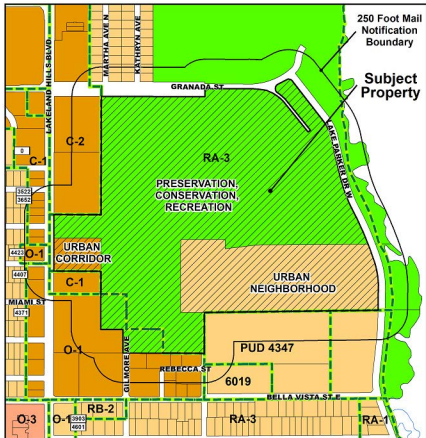 250 Foot Mail
Notification
Boundary
Subject
Property
LAKELAND HILLS BLVD
MARTHA AVE N
KATHRYN AVE
GRANADA ST
LAKE PARKER DR W
C-2
C-1
RA-3
PRESERVATION,
CONSERVATION,
RECREATION
0
3523
3652
4423
O-1
4407
MIAMI ST
4371
URBAN
CORRIDOR
C-1
URBAN
NEIGHBORHOOD
O-1
GILMORE AVE
REBECCA ST
PUD 4347
6019
BELLA VISTA ST E
O-3
O-1
3903
4601
RB-2
RA-3
RA-1